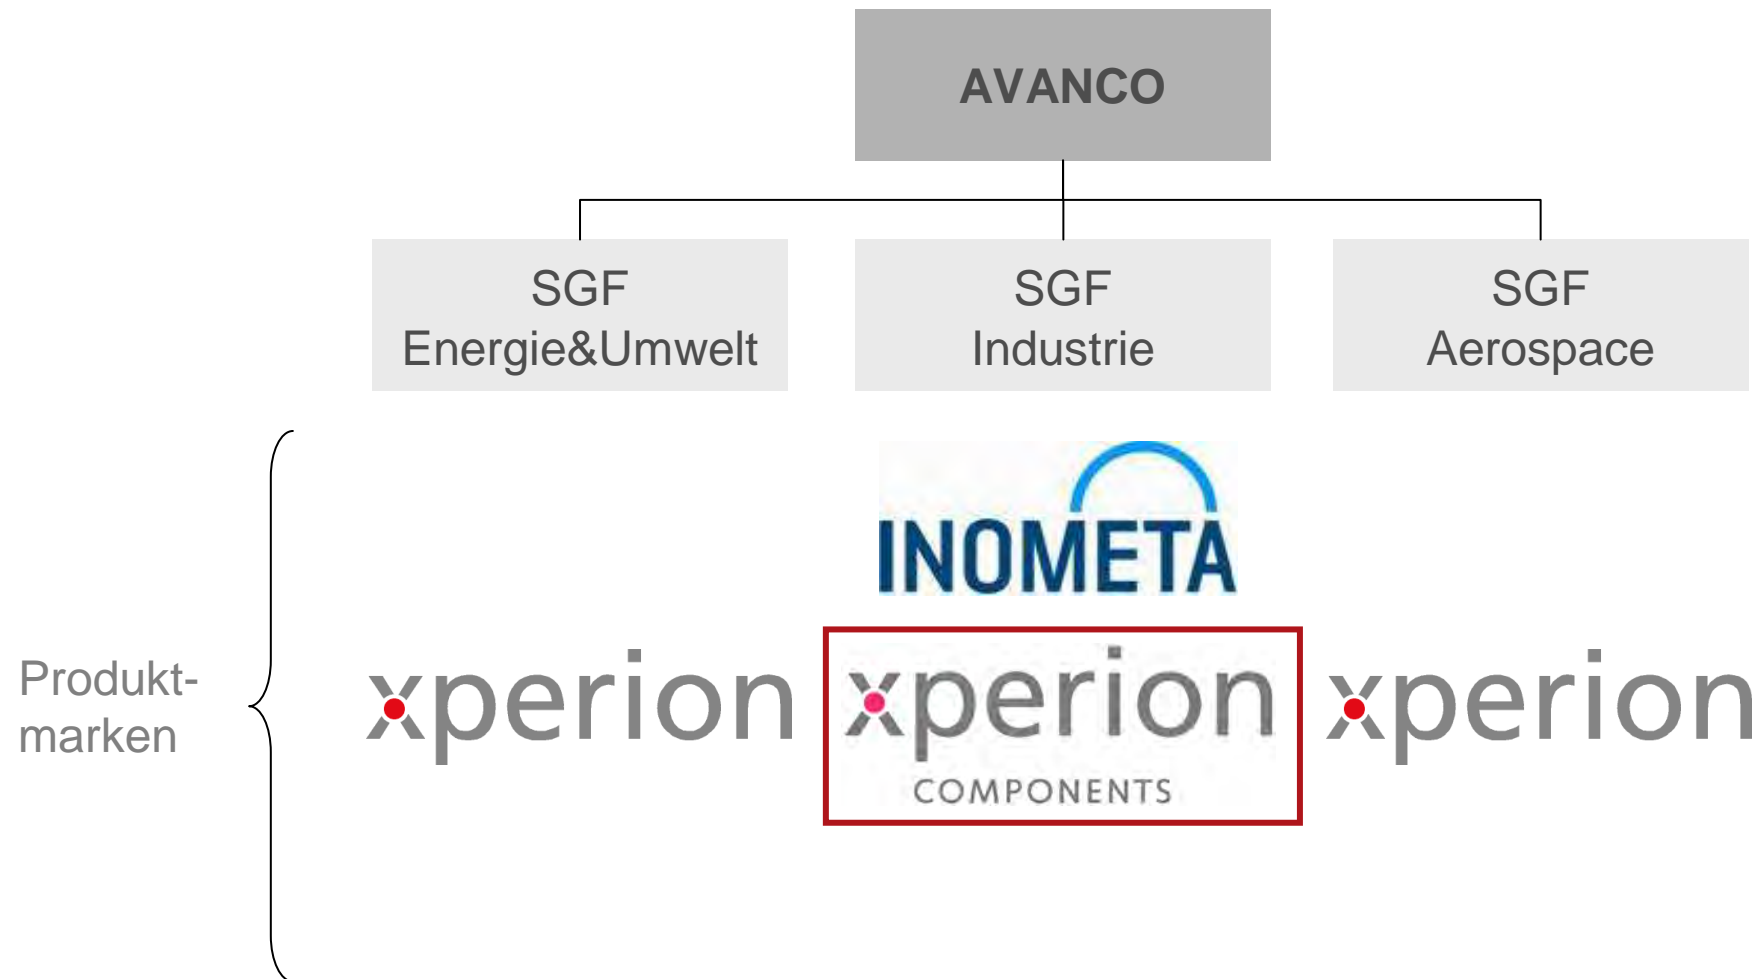 AVANCO
SGF
Energie&Umwelt
SGF
Industrie
SGF
Aerospace
INOMETA
Produkt-
marken
xperion
xperion
COMPONENTS
xperion